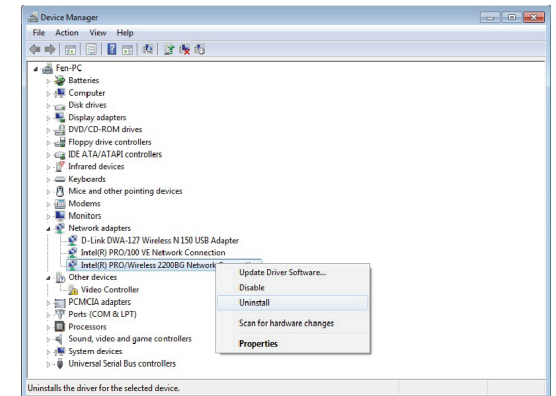 Device Manager
File Action View Help
Fen-PC
Batteries
Computer
Disk drives
Display adapters
DVD/CD-ROM drives
Floppy drive controllers
IDE ATA/ATAPI controllers
Infrared devices
Keyboards
Mice and other pointing devices
Modems
Monitors
Network adapters
D-Link DWA-127 Wireless N 150 USB Adapter
Intel(R) PRO/100 VE Network Connection
Intel(R) PRO/Wireless 2200BG Network
Update Driver Software...
Disable
Uninstall
Scan for hardware changes
Properties
Other devices
Video Controller
PCMCIA adapters
Ports (COM & LPT)
Processors
Sound, video and game controllers
System devices
Universal Serial Bus controllers
Uninstalls the driver for the selected device.